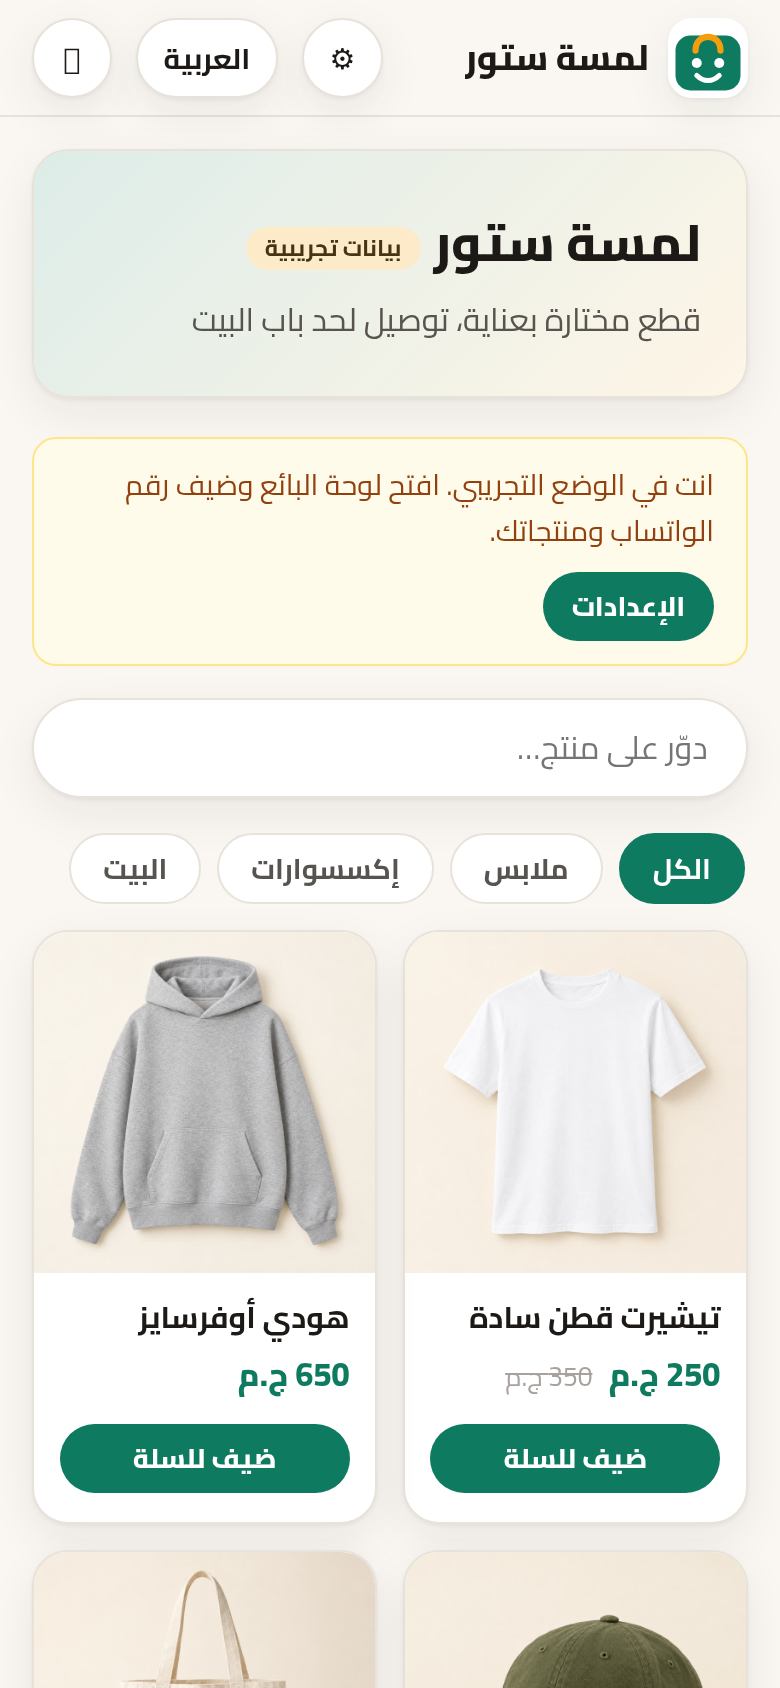 لمسة ستور
العربية
لمسة ستور بيانات تجريبية
قطع مختارة بعناية، توصيل لحد باب البيت
انت في الوضع التجريبي. افتح لوحة البائع وضيف رقم
الواتساب ومنتجاتك.
الإعدادات
دوّر على منتج...
الكل
ملابس
إكسسوارات
البيت
تيشيرت قطن سادة
250 ج.م 350 ج.م
ضيف للسلة
هودي أوفرسايز
650 ج.م
ضيف للسلة